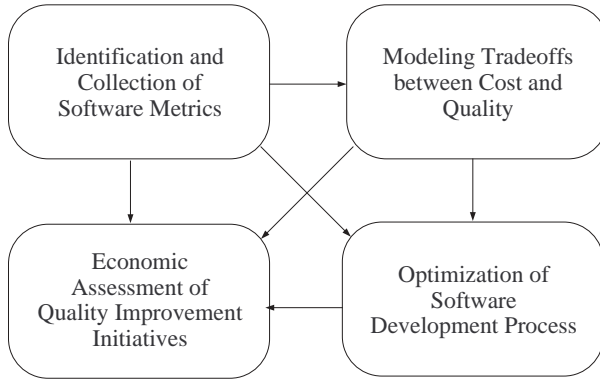 Identification and
Collection of
Software Metrics
Modeling Tradeoffs
between Cost and
Quality
Economic
Assessment of
Quality Improvement
Initiatives
Optimization of
Software
Development Process